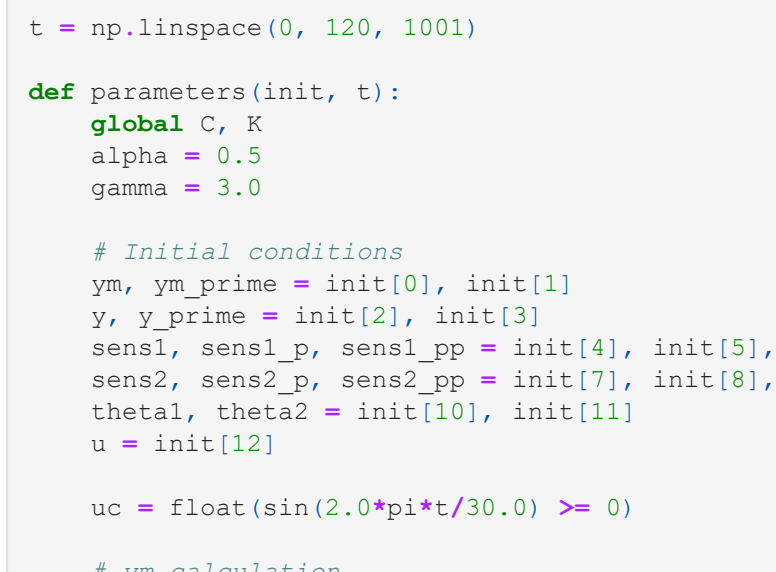 t = np.linspace(0, 120, 1001)
def parameters(init, t):
    global C, K
    alpha = 0.5
    gamma = 3.0
    # Initial conditions
    ym, ym_prime = init[0], init[1]
    y, y_prime = init[2], init[3]
    sens1, sens1_p, sens1_pp = init[4], init[5],
    sens2, sens2_p, sens2_pp = init[7], init[8],
    theta1, theta2 = init[10], init[11]
    u = init[12]
    uc = float(sin(2.0*pi*t/30.0) >= 0)
    # ym calculation